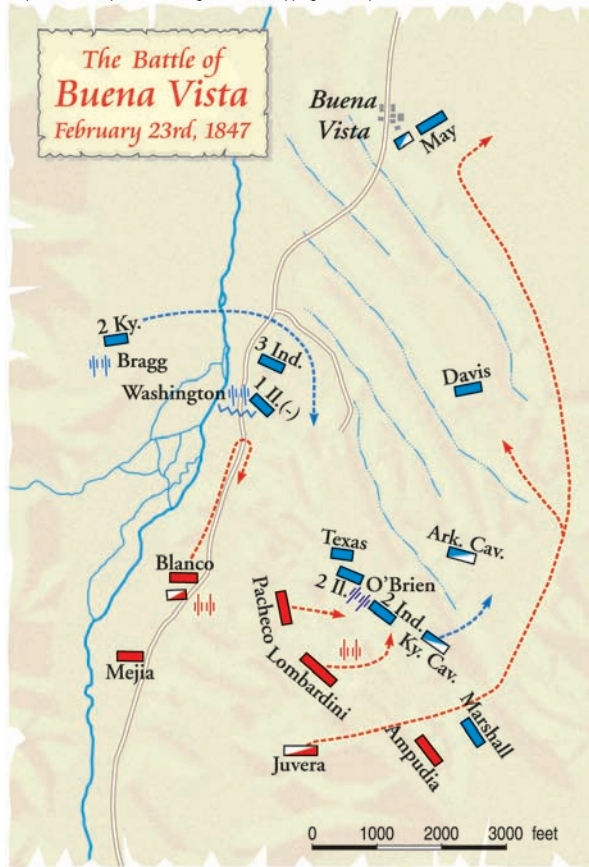 The Battle of
Buena Vista
February 23rd, 1847
Buena
Vista
May
2 Ky.
Bragg
3 Ind.
Washington
1 Il.(-)
Davis
Texas
Ark. Cav.
O'Brien
2 Il.
2 Ind.
Ky. Cav.
Blanco
Pacheco
Mejia
Lombardini
Marshall
Ampudia
Juvera
0 1000 2000 3000 feet